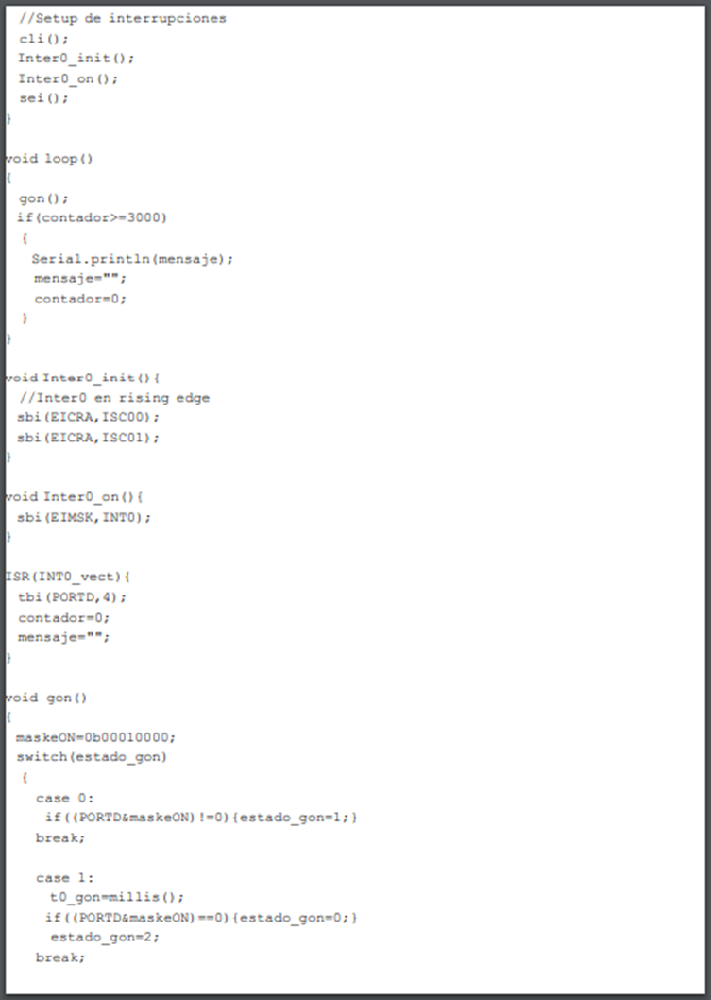 //Setup de interrupciones
cli();
Inter0_init();
Inter0_on();
sei();
}
void loop()
{
gon();
if(contador>=3000)
{
Serial.println(mensaje);
mensaje="";
contador=0;
}
}
void Inter0_init(){
//Inter0 en rising edge
sbi(EICRA,ISC00);
sbi(EICRA,ISC01);
}
void Inter0_on(){
sbi(EIMSK,INT0);
}
ISR(INT0_vect){
tbi(PORTD,4);
contador=0;
mensaje="";
}
void gon()
{
maskeON=0b00010000;
switch(estado_gon)
{
case 0:
if((PORTD&maskeON)!=0){estado_gon=1;}
break;
case 1:
t0_gon=millis();
if((PORTD&maskeON)==0){estado_gon=0;}
estado_gon=2;
break;